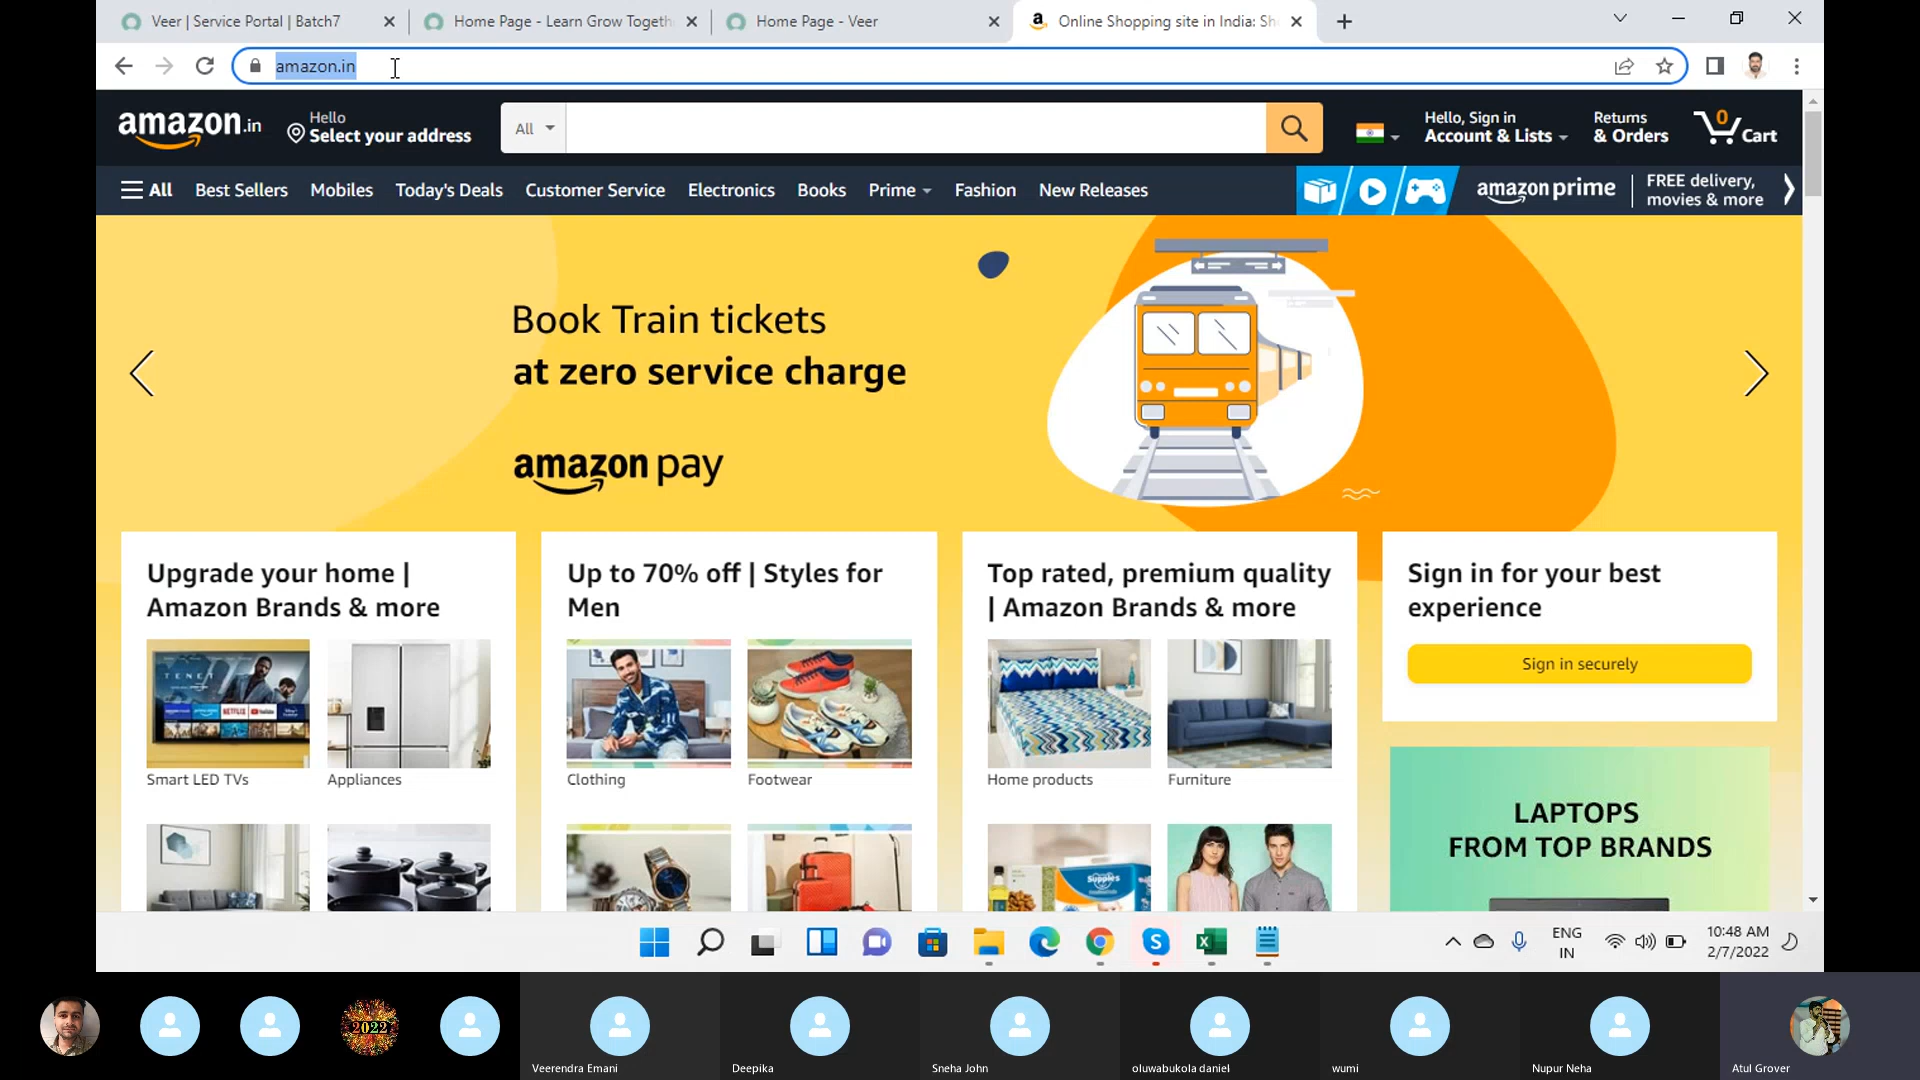 Veer | Service Portal | Batch7
Home Page - Learn Grow Togeth
Home Page - Veer
Online Shopping site in India: Sh
amazon.in
amazon.in
Hello
Select your address
All
Hello, Sign in
Account & Lists
Returns
& Orders
0
Cart
All
Best Sellers
Mobiles
Today's Deals
Customer Service
Electronics
Books
Prime
Fashion
New Releases
amazon prime
FREE delivery,
movies & more
Book Train tickets
at zero service charge
amazon pay
Upgrade your home |
Amazon Brands & more
TENET
NETFLIX
Smart LED TVs
Appliances
Up to 70% off | Styles for
Men
Clothing
Footwear
Top rated, premium quality
| Amazon Brands & more
Home products
Furniture
Supples
Sign in for your best
experience
Sign in securely
LAPTOPS
FROM TOP BRANDS
ENG
IN
10:48 AM
2/7/2022
2022
Veerendra Emani
Deepika
Sneha John
oluwabukola daniel
wumi
Nupur Neha
Atul Grover